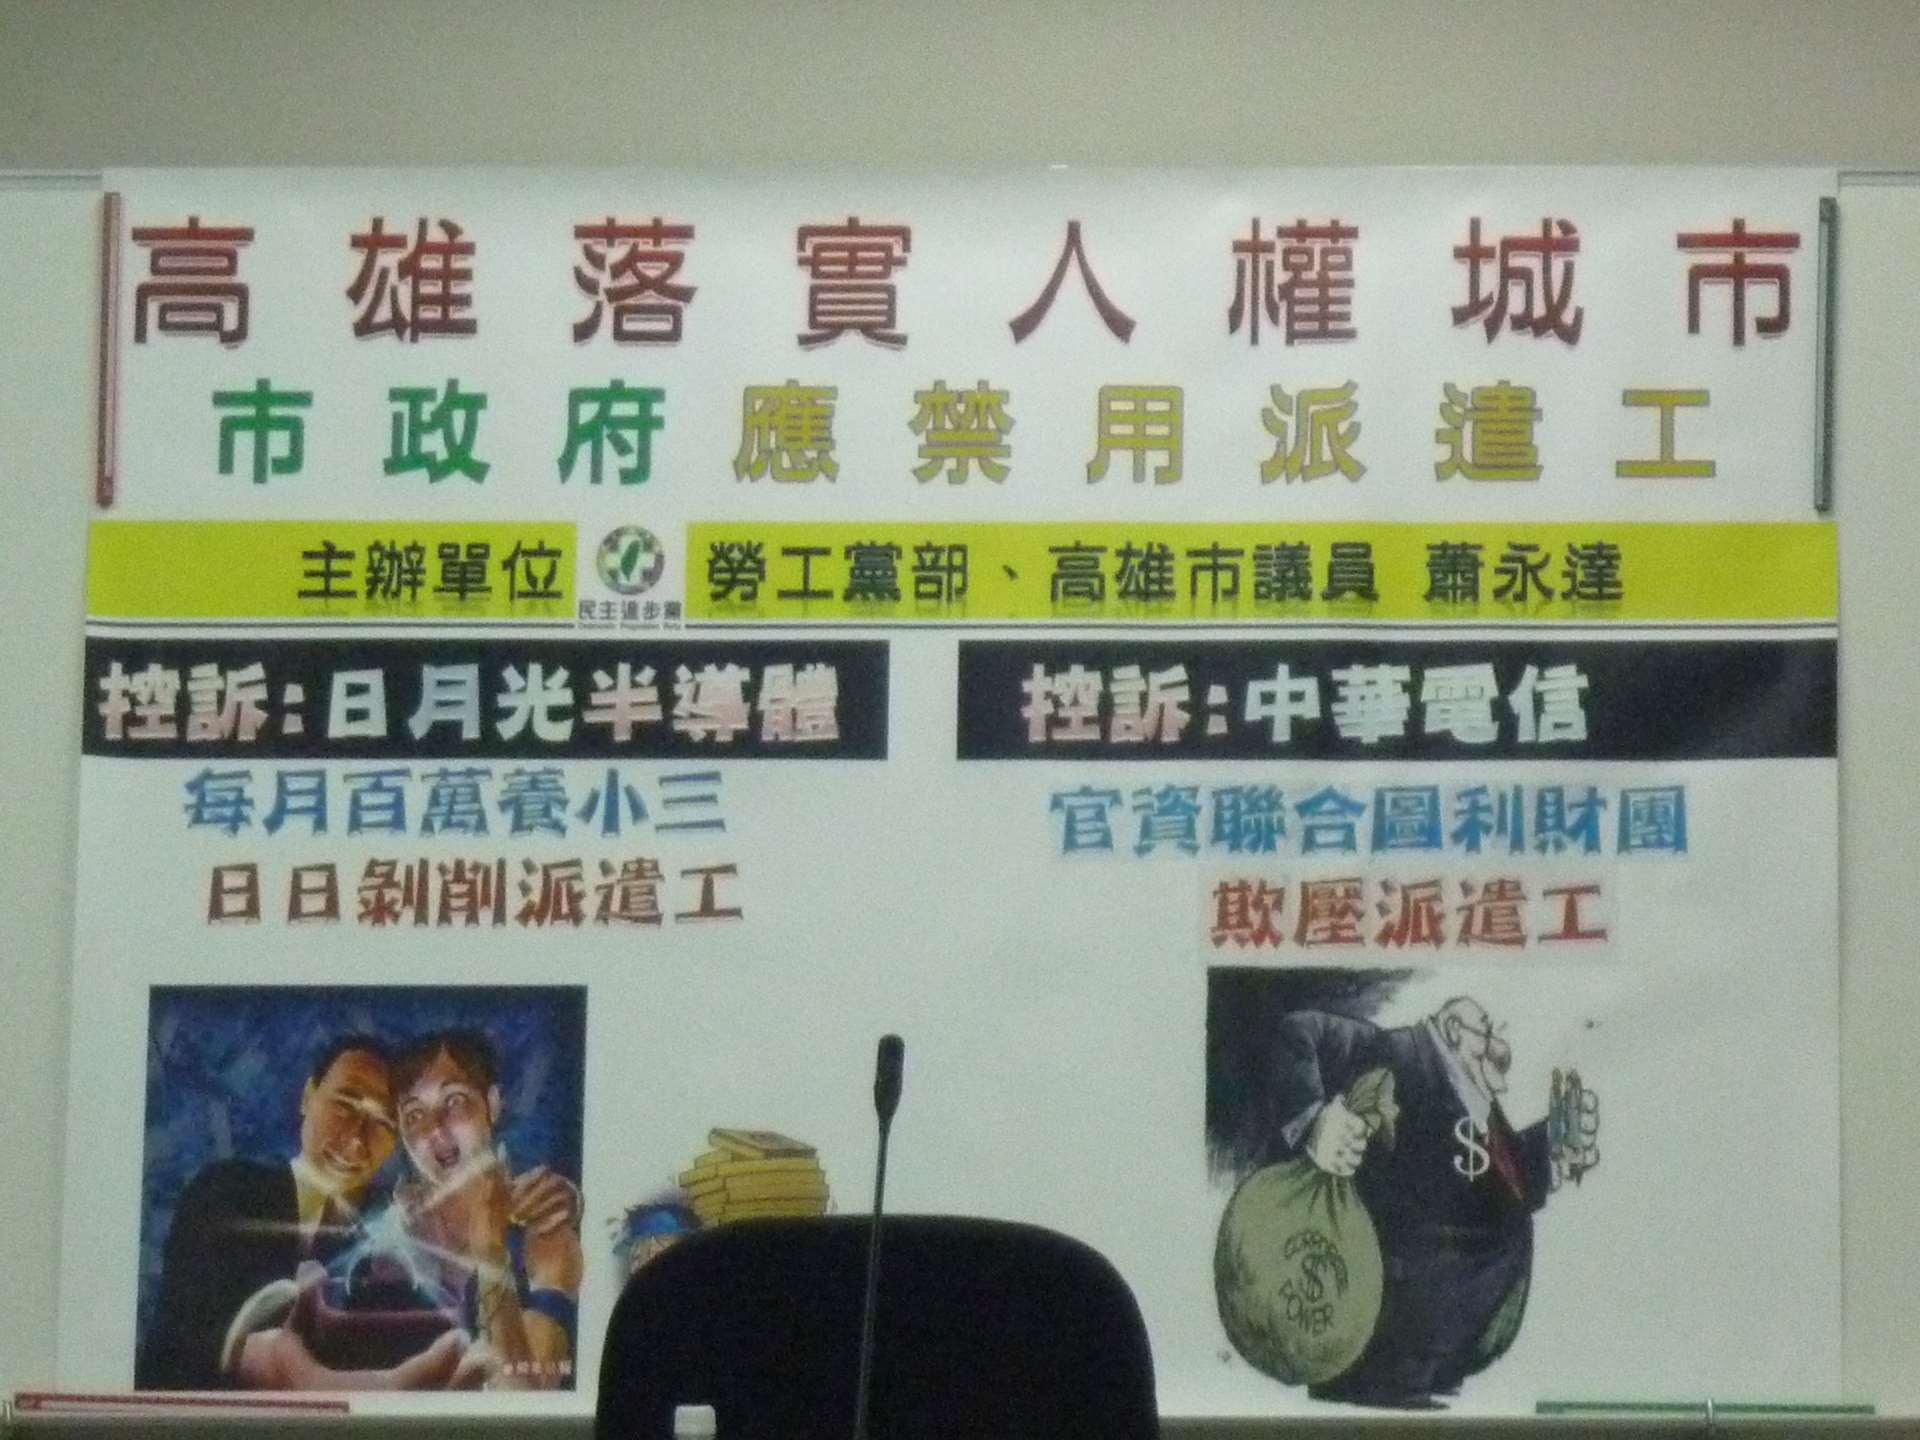 高雄落實人權城市
市政府應禁用派遣工
主辦單位 民主進步黨 勞工黨部、高雄市議員 蕭永達
控訴:日月光半導體
每月百萬養小三
日日剝削派遣工
控訴:中華電信
官資聯合圖利財團
欺壓派遣工
$
CORPORATE
$
POWER